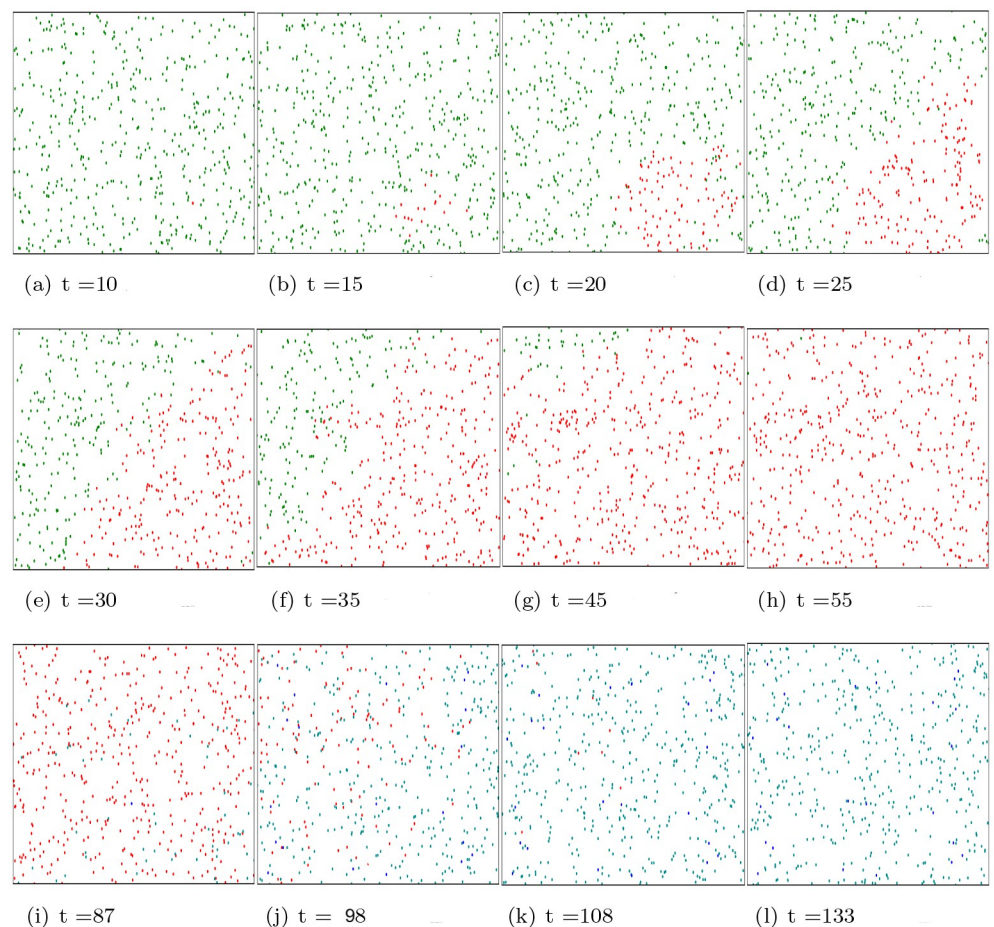 (a) t =10 (b) t =15 (c) t =20 (d) t =25
(e) t =30 (f) t =35 (g) t =45 (h) t =55
(i) t =87 (j) t = 98 (k) t =108 (l) t =133